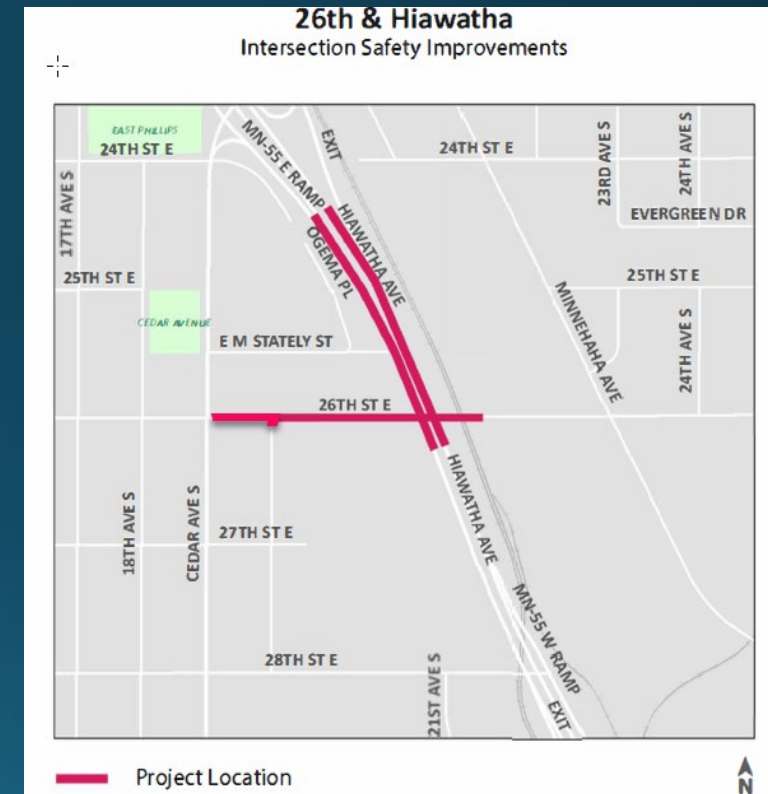 26th & Hiawatha
Intersection Safety Improvements
EAST PHILLIPS
24TH ST E
MN-55 E RAMP
EXIT
24TH ST E
23RD AVE S
24TH AVE S
17TH AVE S
EVERGREEN DR
HIAWATHA AVE
OGEMA PL
25TH ST E
25TH ST E
CEDAR AVENUE
E M STATELY ST
MINNEHAHA AVE
24TH AVE S
26TH ST E
18TH AVE S
CEDAR AVE S
27TH ST E
HIAWATHA AVE
MN-55 W RAMP
28TH ST E
21ST AVE S
EXIT
Project Location
N